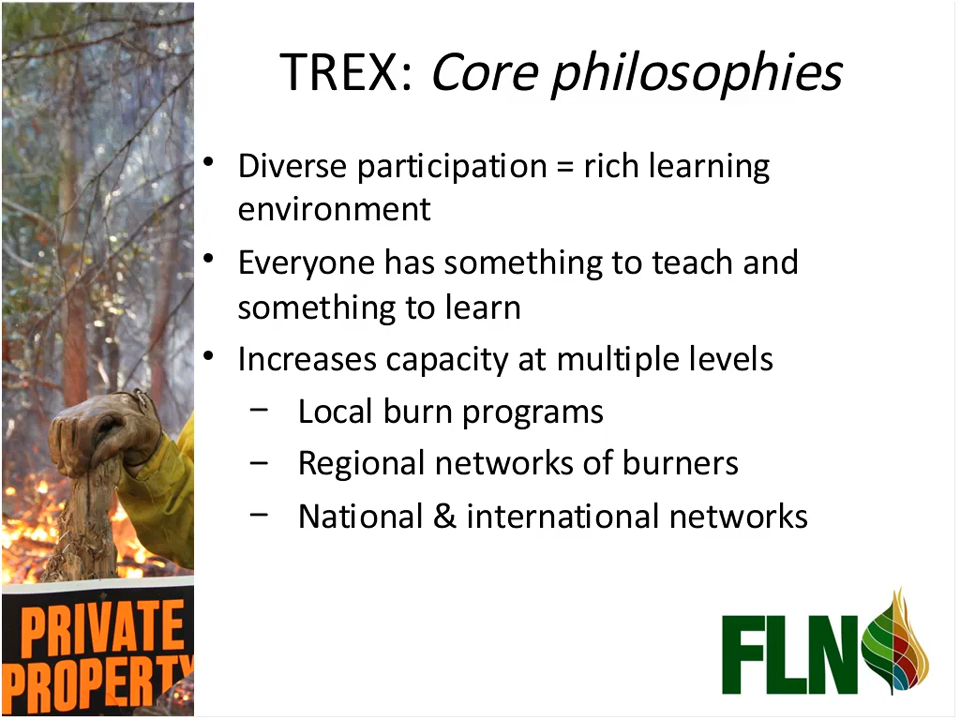 TREX: Core philosophies
• Diverse participation = rich learning
environment
• Everyone has something to teach and
something to learn
• Increases capacity at multiple levels
– Local burn programs
– Regional networks of burners
– National & international networks
PRIVATE
PROPERTY
FLN